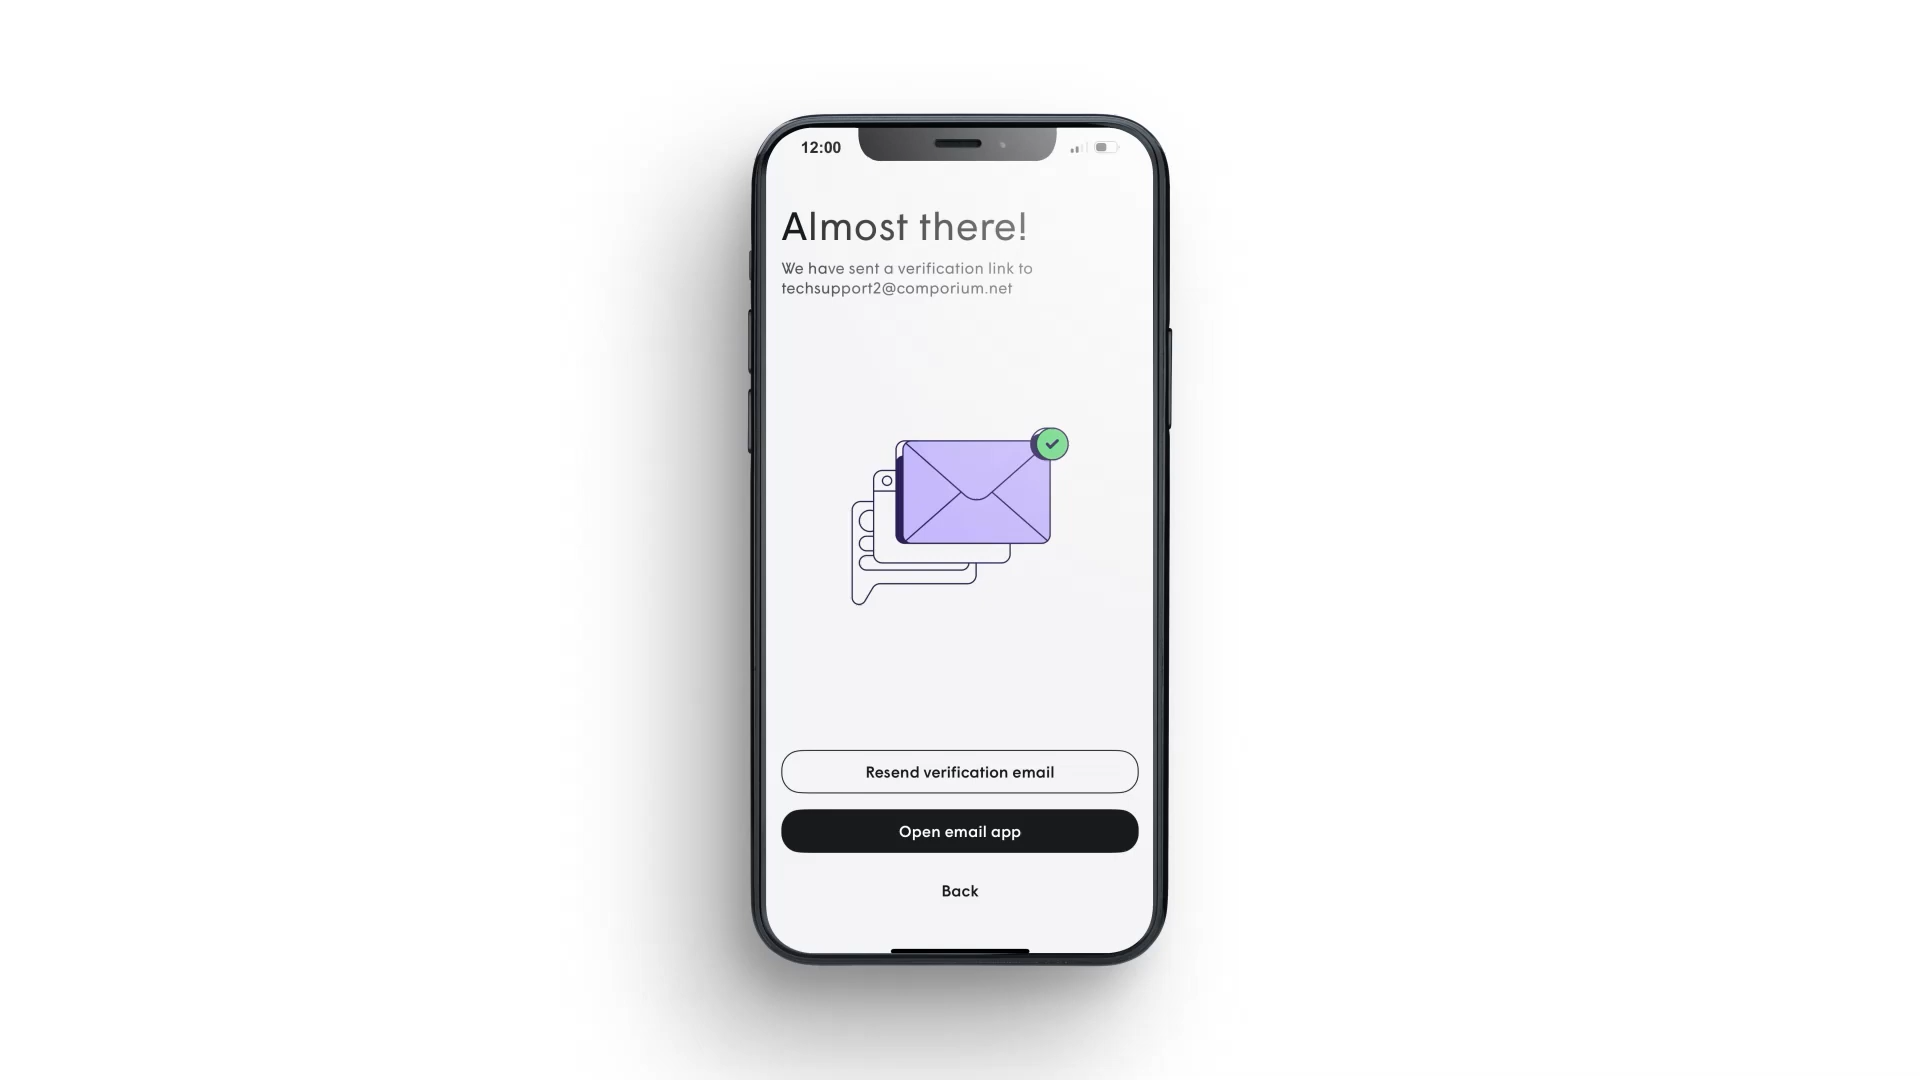 12:00
Almost there!
We have sent a verification link to
techsupport2@comporium.net
Resend verification email
Open email app
Back